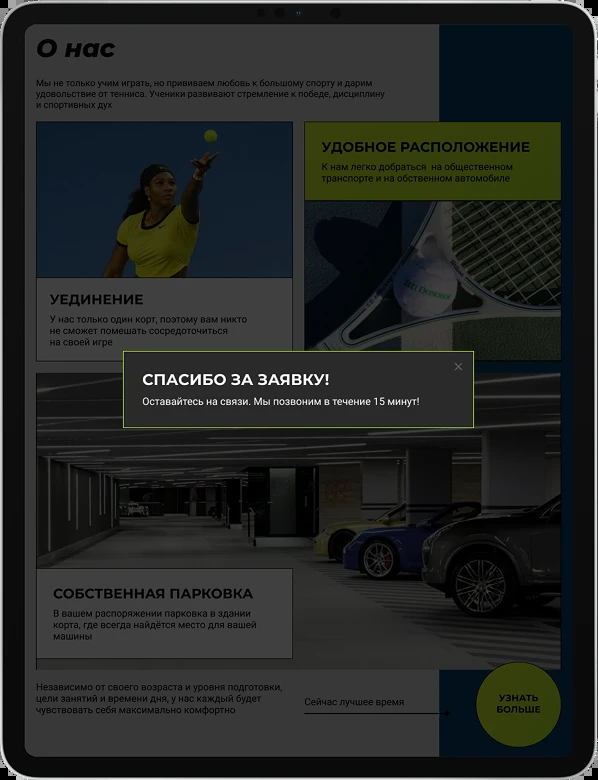 О нас
Мы не только учим играть, но прививаем любовь к большому спорту и дарим
удовольствие от тенниса. Ученики развивают стремление к победе, дисциплину
и спортивных дух
УДОБНОЕ РАСПОЛОЖЕНИЕ
К нам легко добраться на общественном
транспорте и на обственном автомобиле
УЕДИНЕНИЕ
У нас только один корт, поэтому вам никто
не сможет помешать сосредоточиться
на своей игре
СПАСИБО ЗА ЗАЯВКУ!
Оставайтесь на связи. Мы позвоним в течение 15 минут!
СОБСТВЕННАЯ ПАРКОВКА
В вашем распоряжении парковка в здании
корта, где всегда найдётся место для вашей
машины
Независимо от своего возраста и уровня подготовки,
цели занятий и времени дня, у нас каждый будет
чувствовать себя максимально комфортно
Сейчас лучшее время
УЗНАТЬ
БОЛЬШЕ